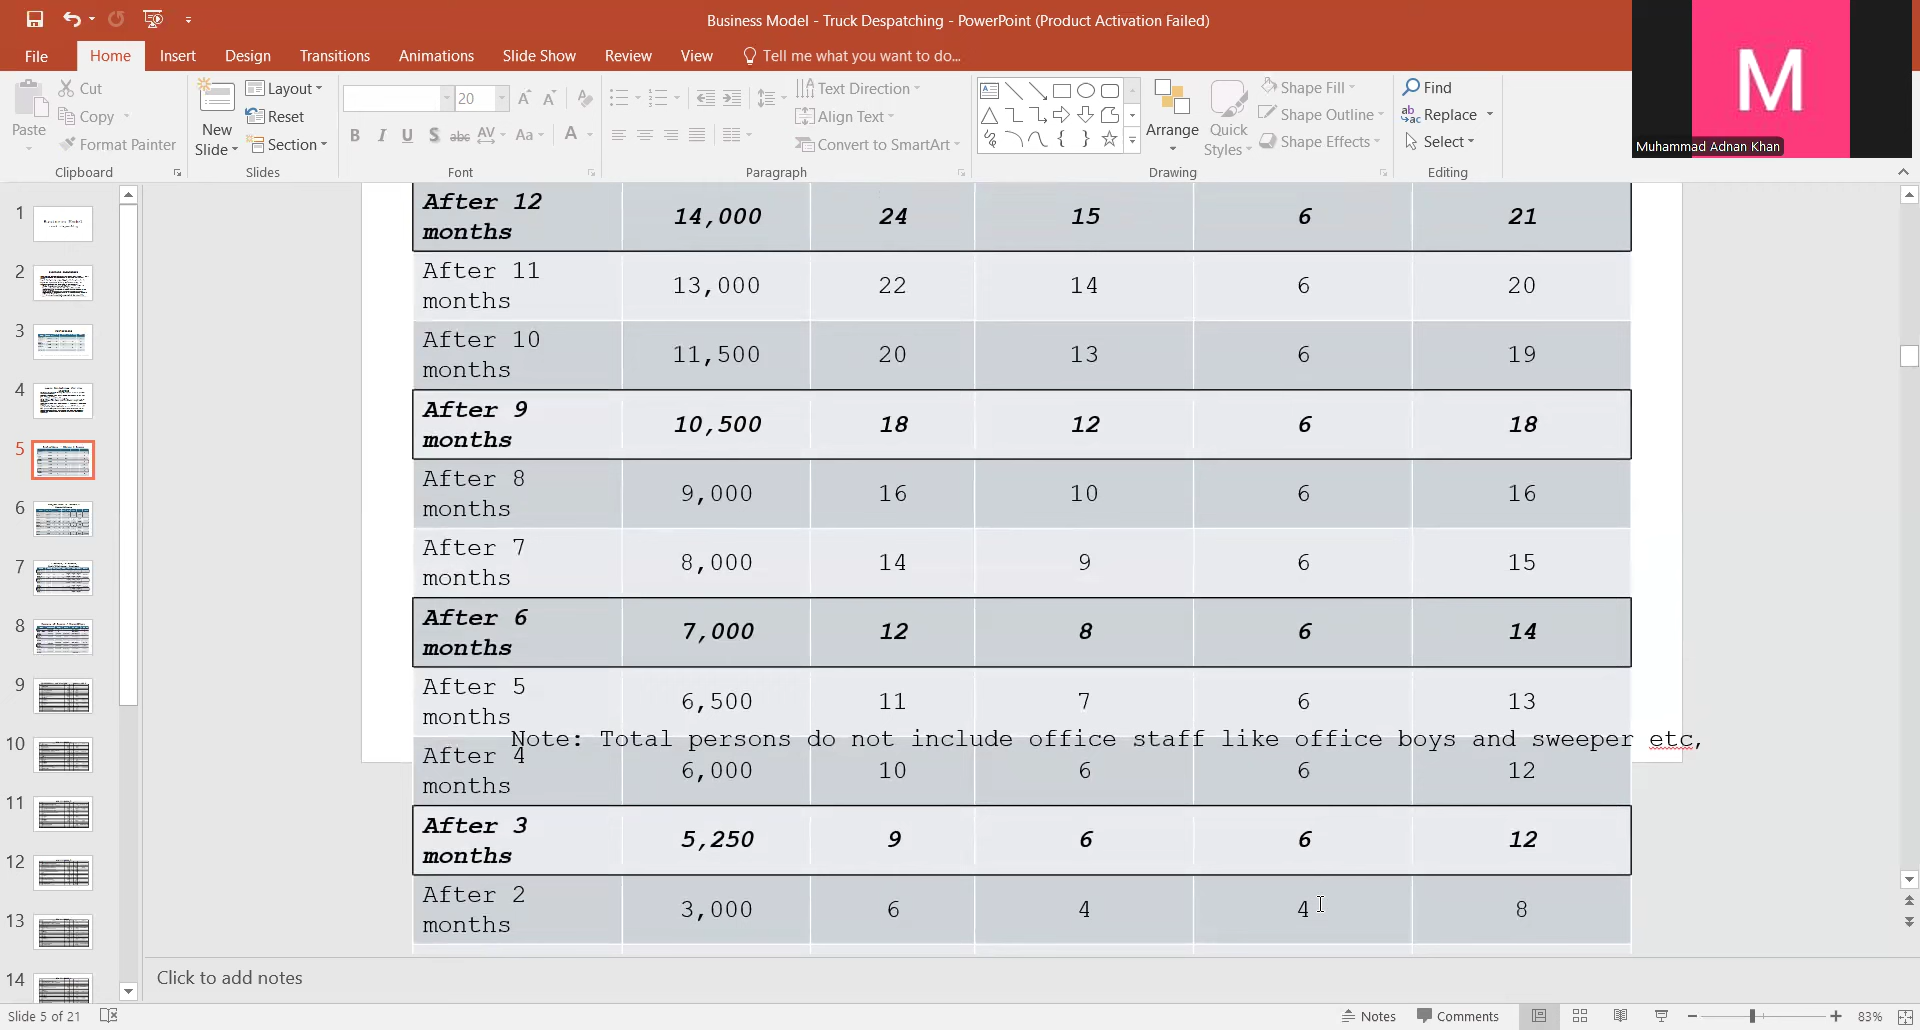 Business Model - Truck Despatching - PowerPoint (Product Activation Failed)
File Home Insert Design Transitions Animations Slide Show Review View Tell me what you want to do...
Paste
Cut
Copy
Format Painter
Clipboard
New Slide
Layout
Reset
Section
Slides
20
Font
Text Direction
Align Text
Convert to SmartArt
Paragraph
Arrange
Quick Styles
Shape Fill
Shape Outline
Shape Effects
Drawing
Find
Replace
Select
Editing
M
Muhammad Adnan Khan
1
2
3
4
5
6
7
8
9
10
11
12
13
14
After 12 months 14,000 24 15 6 21
After 11 months 13,000 22 14 6 20
After 10 months 11,500 20 13 6 19
After 9 months 10,500 18 12 6 18
After 8 months 9,000 16 10 6 16
After 7 months 8,000 14 9 6 15
After 6 months 7,000 12 8 6 14
After 5 months 6,500 11 7 6 13
Note: Total persons do not include office staff like office boys and sweeper etc,
After 4 months 6,000 10 6 6 12
After 3 months 5,250 9 6 6 12
After 2 months 3,000 6 4 4 8
Click to add notes
Slide 5 of 21 Notes Comments 83%